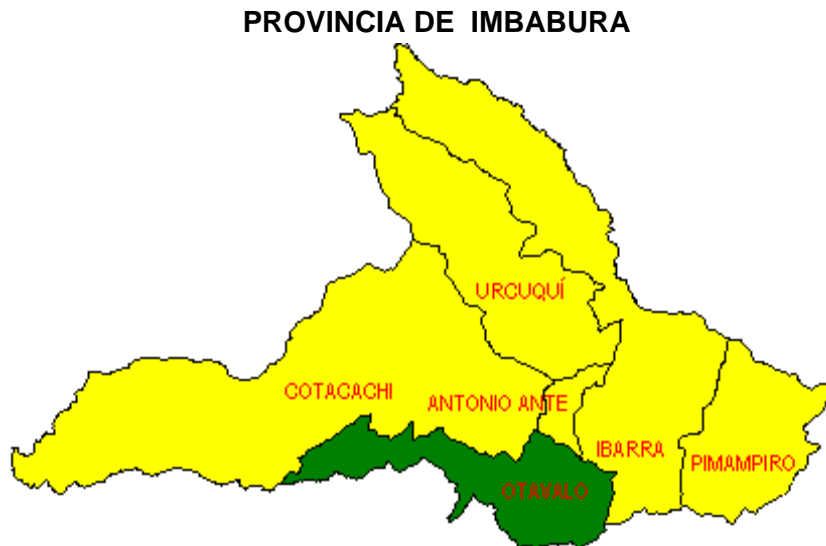 PROVINCIA DE IMBABURA
URCUQUÍ
COTACACHI
ANTONIO ANTE
IBARRA
PIMAMPIRO
OTAVALO